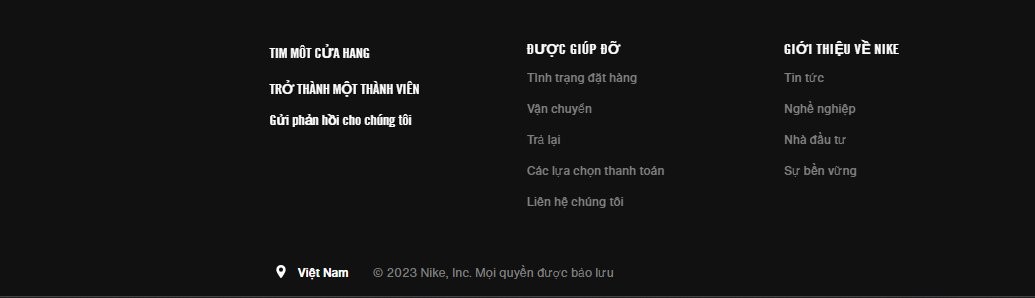 TIM MÔT CỬA HANG
TRỞ THÀNH MỘT THÀNH VIÊN
Gửi phản hồi cho chúng tôi
ĐƯỢC GIÚP ĐỠ
Tình trạng đặt hàng
Vận chuyển
Trả lại
Các lựa chọn thanh toán
Liên hệ chúng tôi
GIỚI THIỆU VỀ NIKE
Tin tức
Nghề nghiệp
Nhà đầu tư
Sự bền vững
Việt Nam © 2023 Nike, Inc. Mọi quyền được bảo lưu